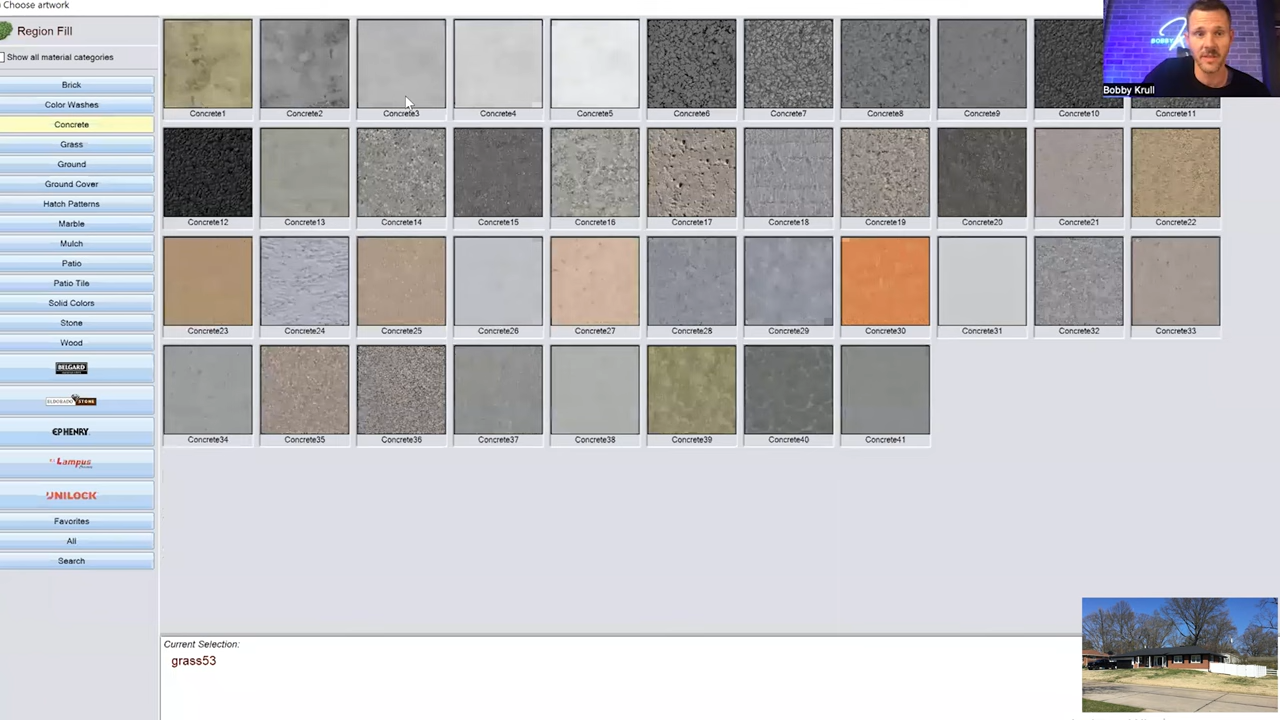 Choose artwork
Region Fill
Show all material categories
Brick
Color Washes
Concrete
Grass
Ground
Ground Cover
Hatch Patterns
Marble
Mulch
Patio
Patio Tile
Solid Colors
Stone
Wood
BELGARD
ELDORADO STONE
EP HENRY
Lampus
UNILOCK
Favorites
All
Search
Concrete1 Concrete2 Concrete3 Concrete4 Concrete5 Concrete6 Concrete7 Concrete8 Concrete9 Concrete10 Concrete11
Concrete12 Concrete13 Concrete14 Concrete15 Concrete16 Concrete17 Concrete18 Concrete19 Concrete20 Concrete21 Concrete22
Concrete23 Concrete24 Concrete25 Concrete26 Concrete27 Concrete28 Concrete29 Concrete30 Concrete31 Concrete32 Concrete33
Concrete34 Concrete35 Concrete36 Concrete37 Concrete38 Concrete39 Concrete40 Concrete41
Current Selection:
grass53
BOBBY
Bobby Krull